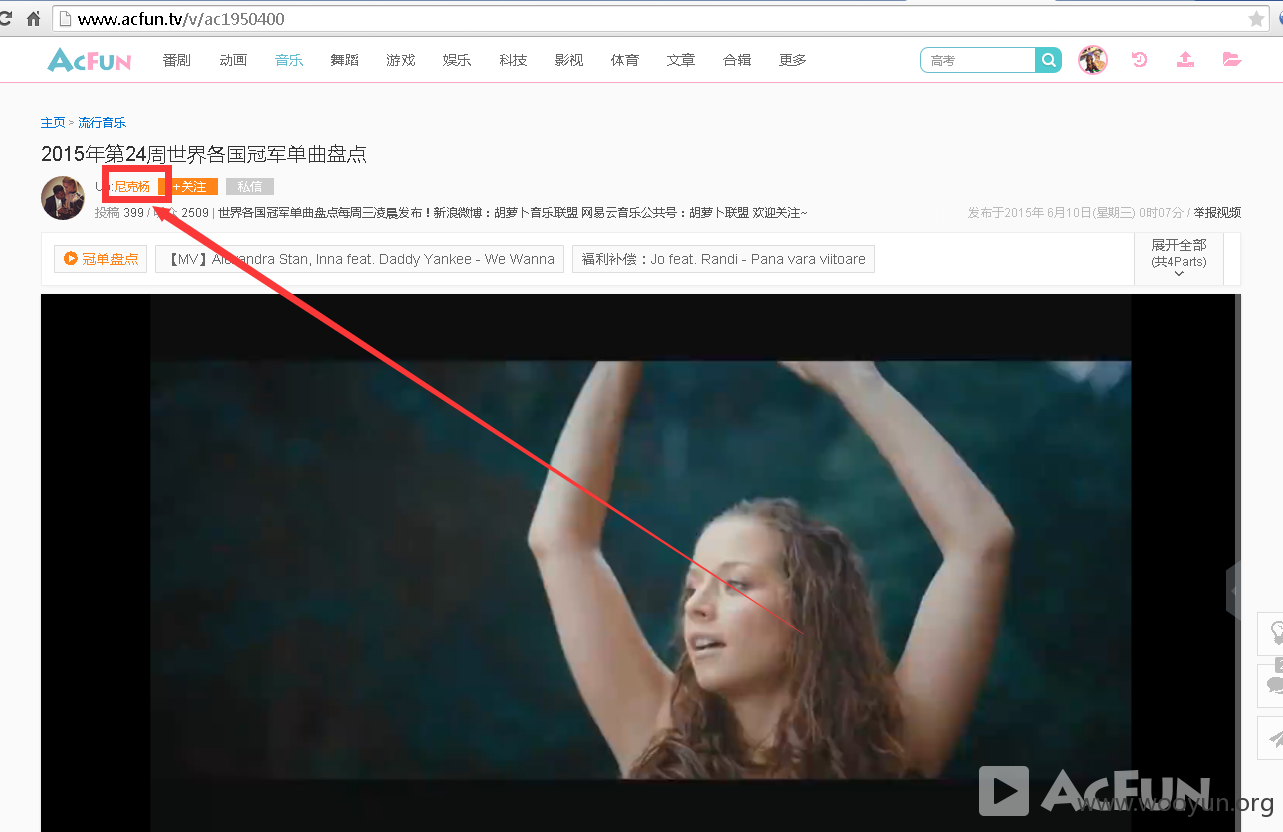 www.acfun.tv/v/ac1950400
ACFUN 番剧 动画 音乐 舞蹈 游戏 娱乐 科技 影视 体育 文章 合辑 更多 高考
主页 > 流行音乐
2015年第24周世界各国冠军单曲盘点
尼克杨 +关注 私信
投稿 399 / 2509 | 世界各国冠军单曲盘点每周三凌晨发布！新浪微博：胡萝卜音乐联盟 网易云音乐公共号：胡萝卜联盟 欢迎关注~ 发布于2015年 6月10日(星期三) 0时07分 / 举报视频
冠单盘点 【MV】Alexandra Stan, Inna feat. Daddy Yankee - We Wanna 福利补偿：Jo feat. Randi - Pana vara viitoare 展开全部
(共4Parts)
ACFUN
www.wooyun.org